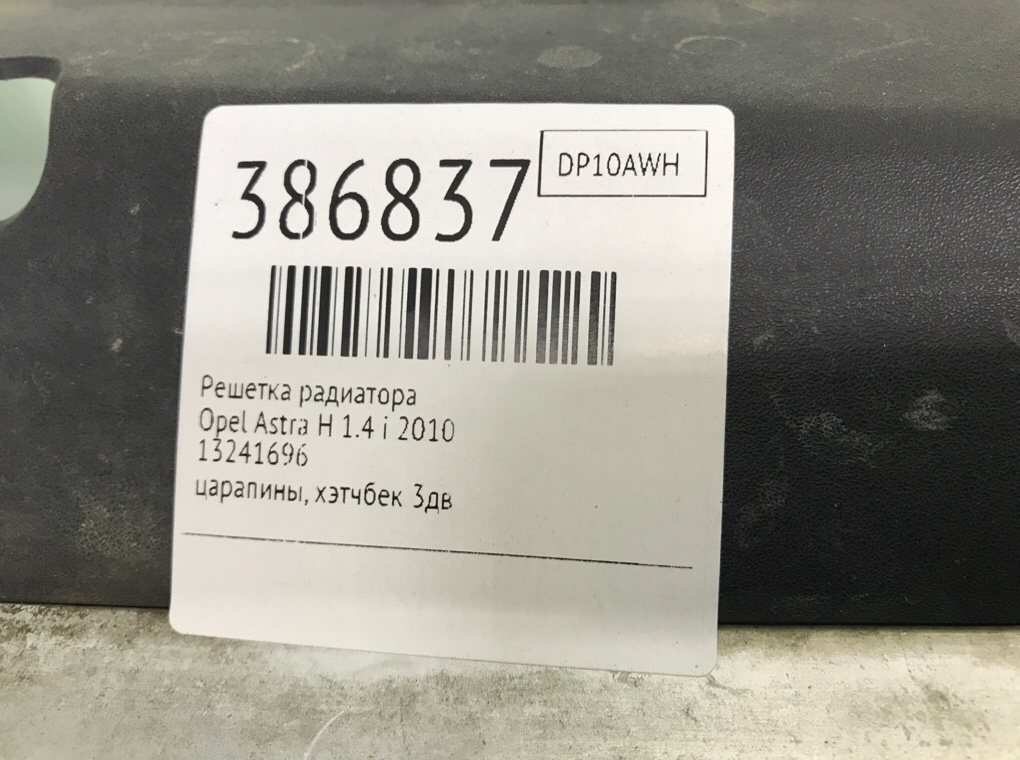 386837
DP10AWH
Решетка радиатора
Opel Astra H 1.4 i 2010
13241696
царапины, хэтчбек 3дв